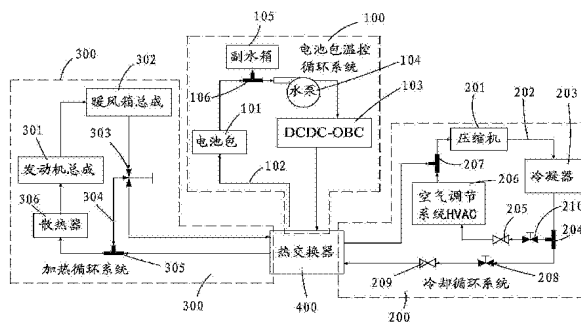 105
100
300
302
副水箱
电池包温控
循环系统
104
暖风箱总成
106
水泵
103
201
202
203
301
303
101
电池包
DCDC-OBC
压缩机
207
冷凝器
发动机总成
102
306
304
空气调节
系统HVAC
206
205
210
散热器
204
加热循环系统
305
热交换器
209
冷却循环系统
208
300
400
200